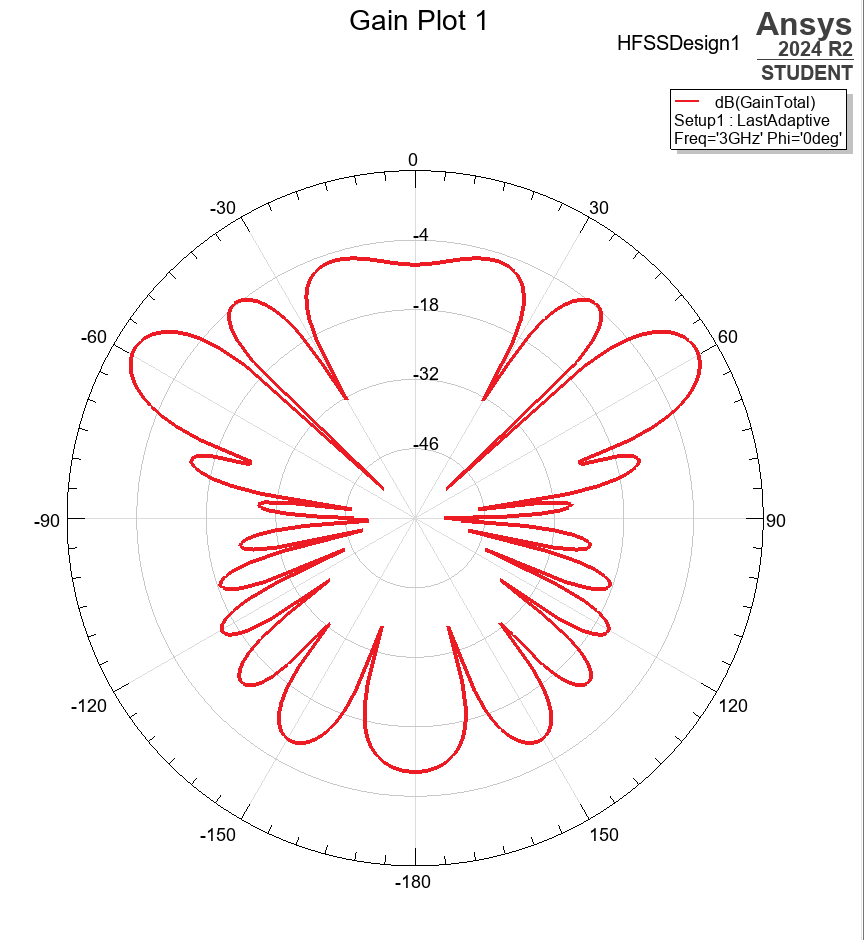 Gain Plot 1
HFSSDesign1
Ansys
2024 R2
STUDENT
dB(GainTotal)
Setup1 : LastAdaptive
Freq='3GHz' Phi='0deg'
0
-30
30
-4
-18
-60
60
-32
-46
-90
90
-120
120
-150
150
-180